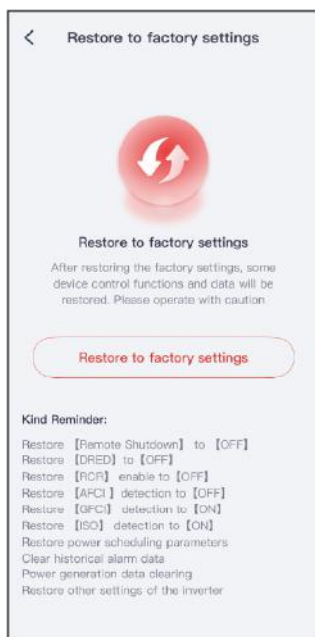 Restore to factory settings
Restore to factory settings
After restoring the factory settings, some
device control functions and data will be
restored. Please operate with caution
Restore to factory settings
Kind Reminder:
Restore 【Remote Shutdown】 to 【OFF】
Restore 【DRED】 to 【OFF】
Restore 【RCR】 enable to 【OFF】
Restore 【AFCI 】 detection to 【OFF】
Restore 【GFCI】 detection to 【ON】
Restore 【ISO】 detection to 【ON】
Restore power scheduling parameters
Clear historical alarm data
Power generation data clearing
Restore other settings of the inverter